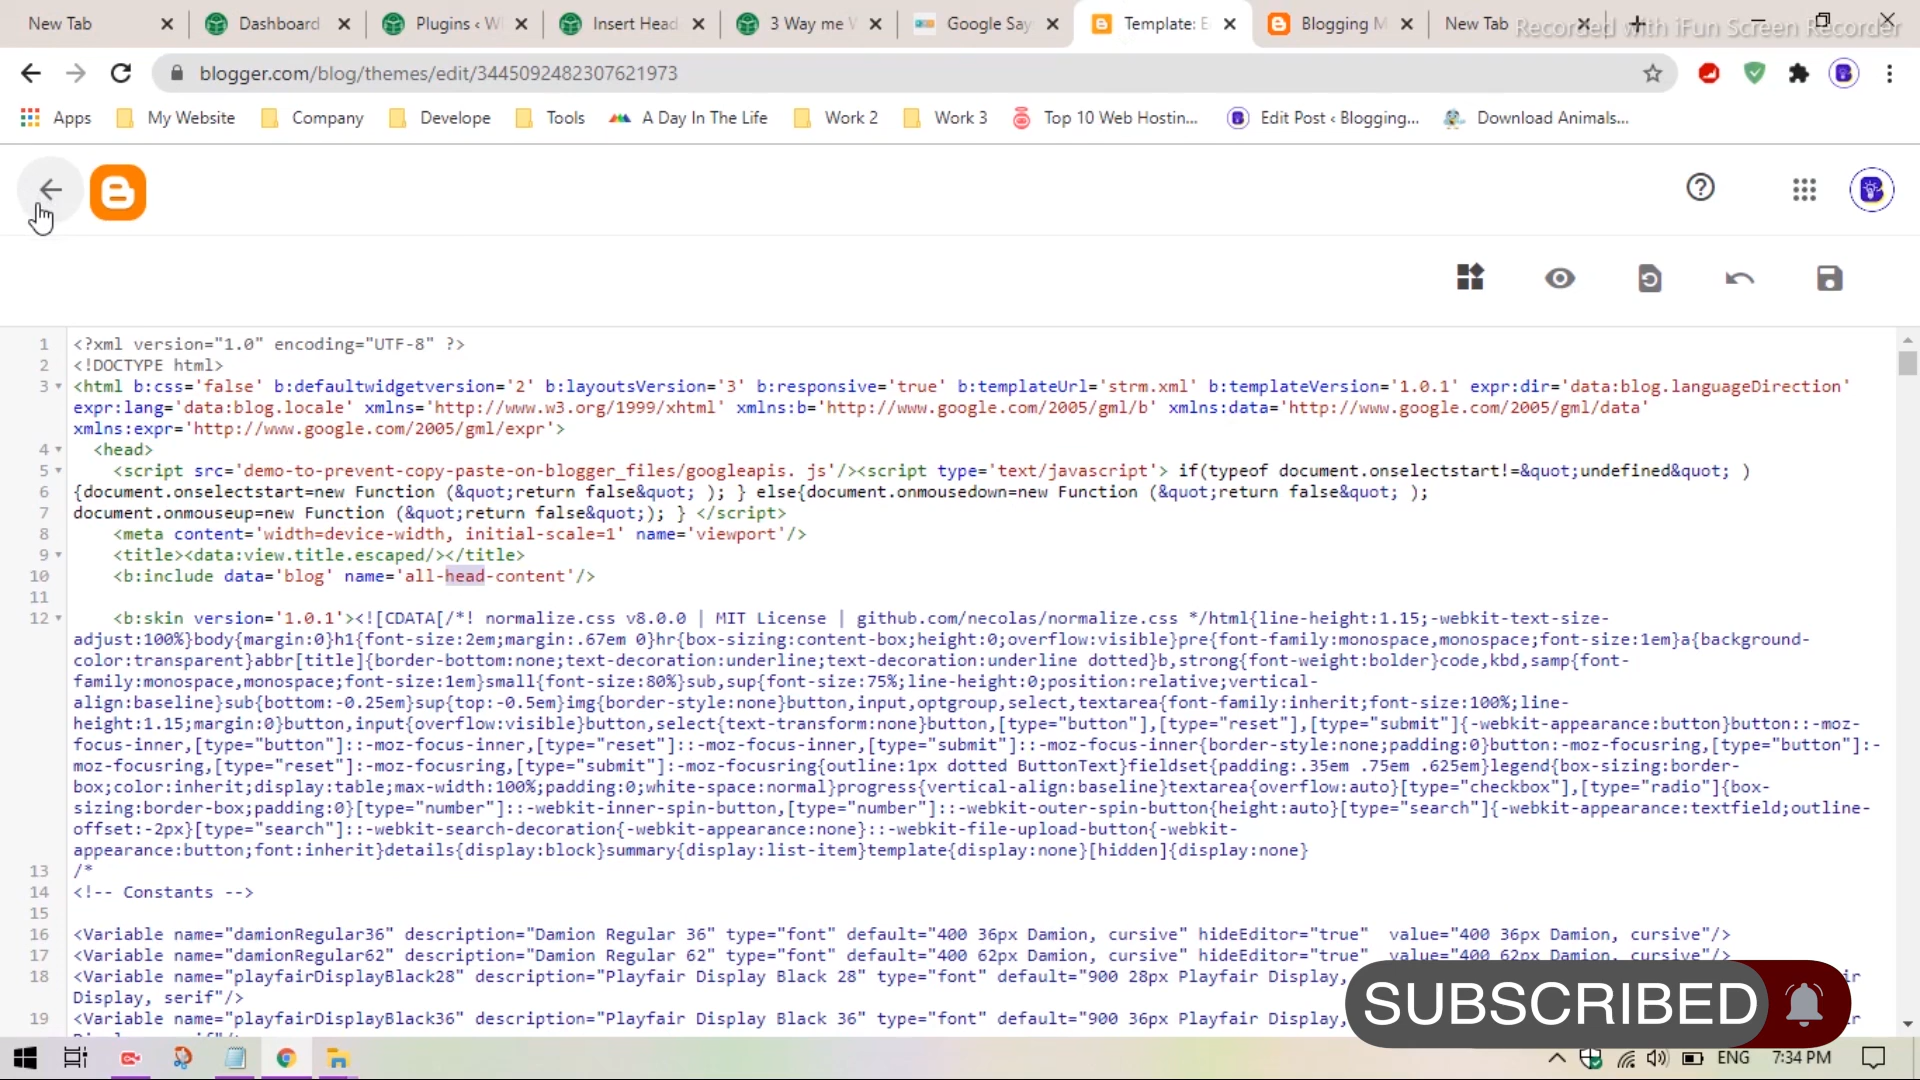 New Tab
Dashboard
Plugins ‹ W
Insert Head
3 Way me V
Google Say
Template: E
Blogging M
New Tab
Recorded with iFun Screen Recorder
blogger.com/blog/themes/edit/3445092482307621973
Apps My Website Company Develope Tools A Day In The Life Work 2 Work 3 Top 10 Web Hostin... Edit Post ‹ Blogging... Download Animals...
1 <?xml version="1.0" encoding="UTF-8" ?>
2 <!DOCTYPE html>
3 <html b:css='false' b:defaultwidgetversion='2' b:layoutsVersion='3' b:responsive='true' b:templateUrl='strm.xml' b:templateVersion='1.0.1' expr:dir='data:blog.languageDirection'
expr:lang='data:blog.locale' xmlns='http://www.w3.org/1999/xhtml' xmlns:b='http://www.google.com/2005/gml/b' xmlns:data='http://www.google.com/2005/gml/data'
xmlns:expr='http://www.google.com/2005/gml/expr'>
4 <head>
5 <script src='demo-to-prevent-copy-paste-on-blogger_files/googleapis. js'/><script type='text/javascript'> if(typeof document.onselectstart!=&quot;undefined&quot; )
6 {document.onselectstart=new Function (&quot;return false&quot; ); } else{document.onmousedown=new Function (&quot;return false&quot; );
7 document.onmouseup=new Function (&quot;return false&quot;); } </script>
8 <meta content='width=device-width, initial-scale=1' name='viewport'/>
9 <title><data:view.title.escaped/></title>
10 <b:include data='blog' name='all-head-content'/>
11
12 <b:skin version='1.0.1'><![CDATA[/*! normalize.css v8.0.0 | MIT License | github.com/necolas/normalize.css */html{line-height:1.15;-webkit-text-size-
adjust:100%}body{margin:0}h1{font-size:2em;margin:.67em 0}hr{box-sizing:content-box;height:0;overflow:visible}pre{font-family:monospace,monospace;font-size:1em}a{background-
color:transparent}abbr[title]{border-bottom:none;text-decoration:underline;text-decoration:underline dotted}b,strong{font-weight:bolder}code,kbd,samp{font-
family:monospace,monospace;font-size:1em}small{font-size:80%}sub,sup{font-size:75%;line-height:0;position:relative;vertical-
align:baseline}sub{bottom:-0.25em}sup{top:-0.5em}img{border-style:none}button,input,optgroup,select,textarea{font-family:inherit;font-size:100%;line-
height:1.15;margin:0}button,input{overflow:visible}button,select{text-transform:none}button,[type="button"],[type="reset"],[type="submit"]{-webkit-appearance:button}button::-moz-
focus-inner,[type="button"]::-moz-focus-inner,[type="reset"]::-moz-focus-inner,[type="submit"]::-moz-focus-inner{border-style:none;padding:0}button:-moz-focusring,[type="button"]:-
moz-focusring,[type="reset"]:-moz-focusring,[type="submit"]:-moz-focusring{outline:1px dotted ButtonText}fieldset{padding:.35em .75em .625em}legend{box-sizing:border-
box;color:inherit;display:table;max-width:100%;padding:0;white-space:normal}progress{vertical-align:baseline}textarea{overflow:auto}[type="checkbox"],[type="radio"]{box-
sizing:border-box;padding:0}[type="number"]::-webkit-inner-spin-button,[type="number"]::-webkit-outer-spin-button{height:auto}[type="search"]{-webkit-appearance:textfield;outline-
offset:-2px}[type="search"]::-webkit-search-decoration{-webkit-appearance:none}::-webkit-file-upload-button{-webkit-
appearance:button;font:inherit}details{display:block}summary{display:list-item}template{display:none}[hidden]{display:none}
13 /*
14 <!-- Constants -->
15
16 <Variable name="damionRegular36" description="Damion Regular 36" type="font" default="400 36px Damion, cursive" hideEditor="true" value="400 36px Damion, cursive"/>
17 <Variable name="damionRegular62" description="Damion Regular 62" type="font" default="400 62px Damion, cursive" hideEditor="true" value="400 62px Damion, cursive"/>
18 <Variable name="playfairDisplayBlack28" description="Playfair Display Black 28" type="font" default="900 28px Playfair Display, ir
Display, serif"/>
19 <Variable name="playfairDisplayBlack36" description="Playfair Display Black 36" type="font" default="900 36px Playfair Display, ir
SUBSCRIBED
ENG 7:34 PM